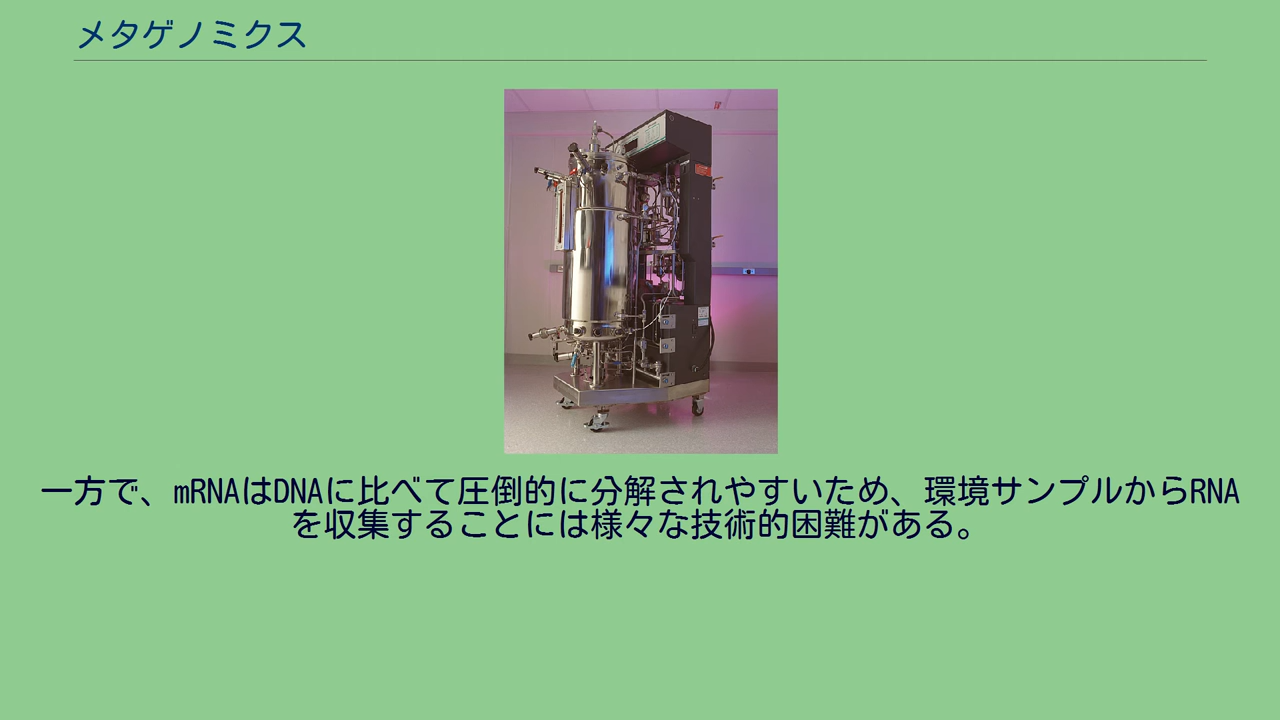 メタゲノミクス
一方で、mRNAはDNAに比べて圧倒的に分解されやすいため、環境サンプルからRNA
を収集することには様々な技術的困難がある。